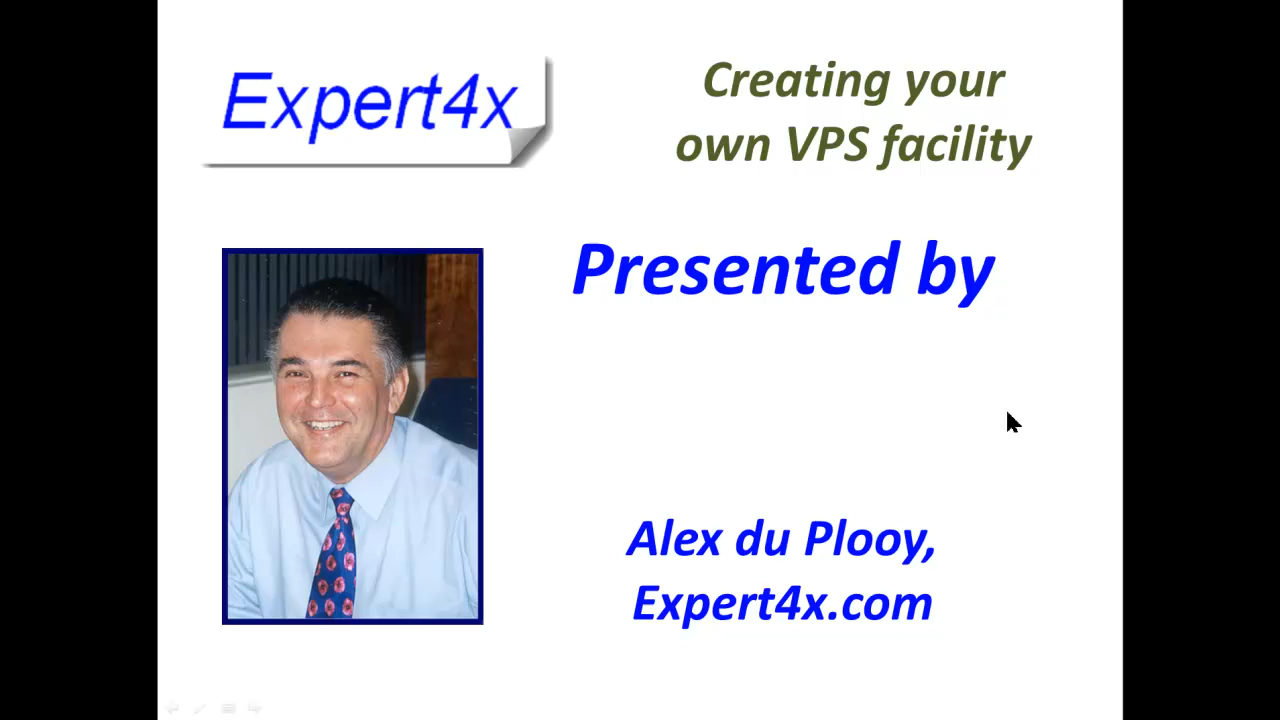 Expert4x
Creating your
own VPS facility
Presented by
Alex du Plooy,
Expert4x.com